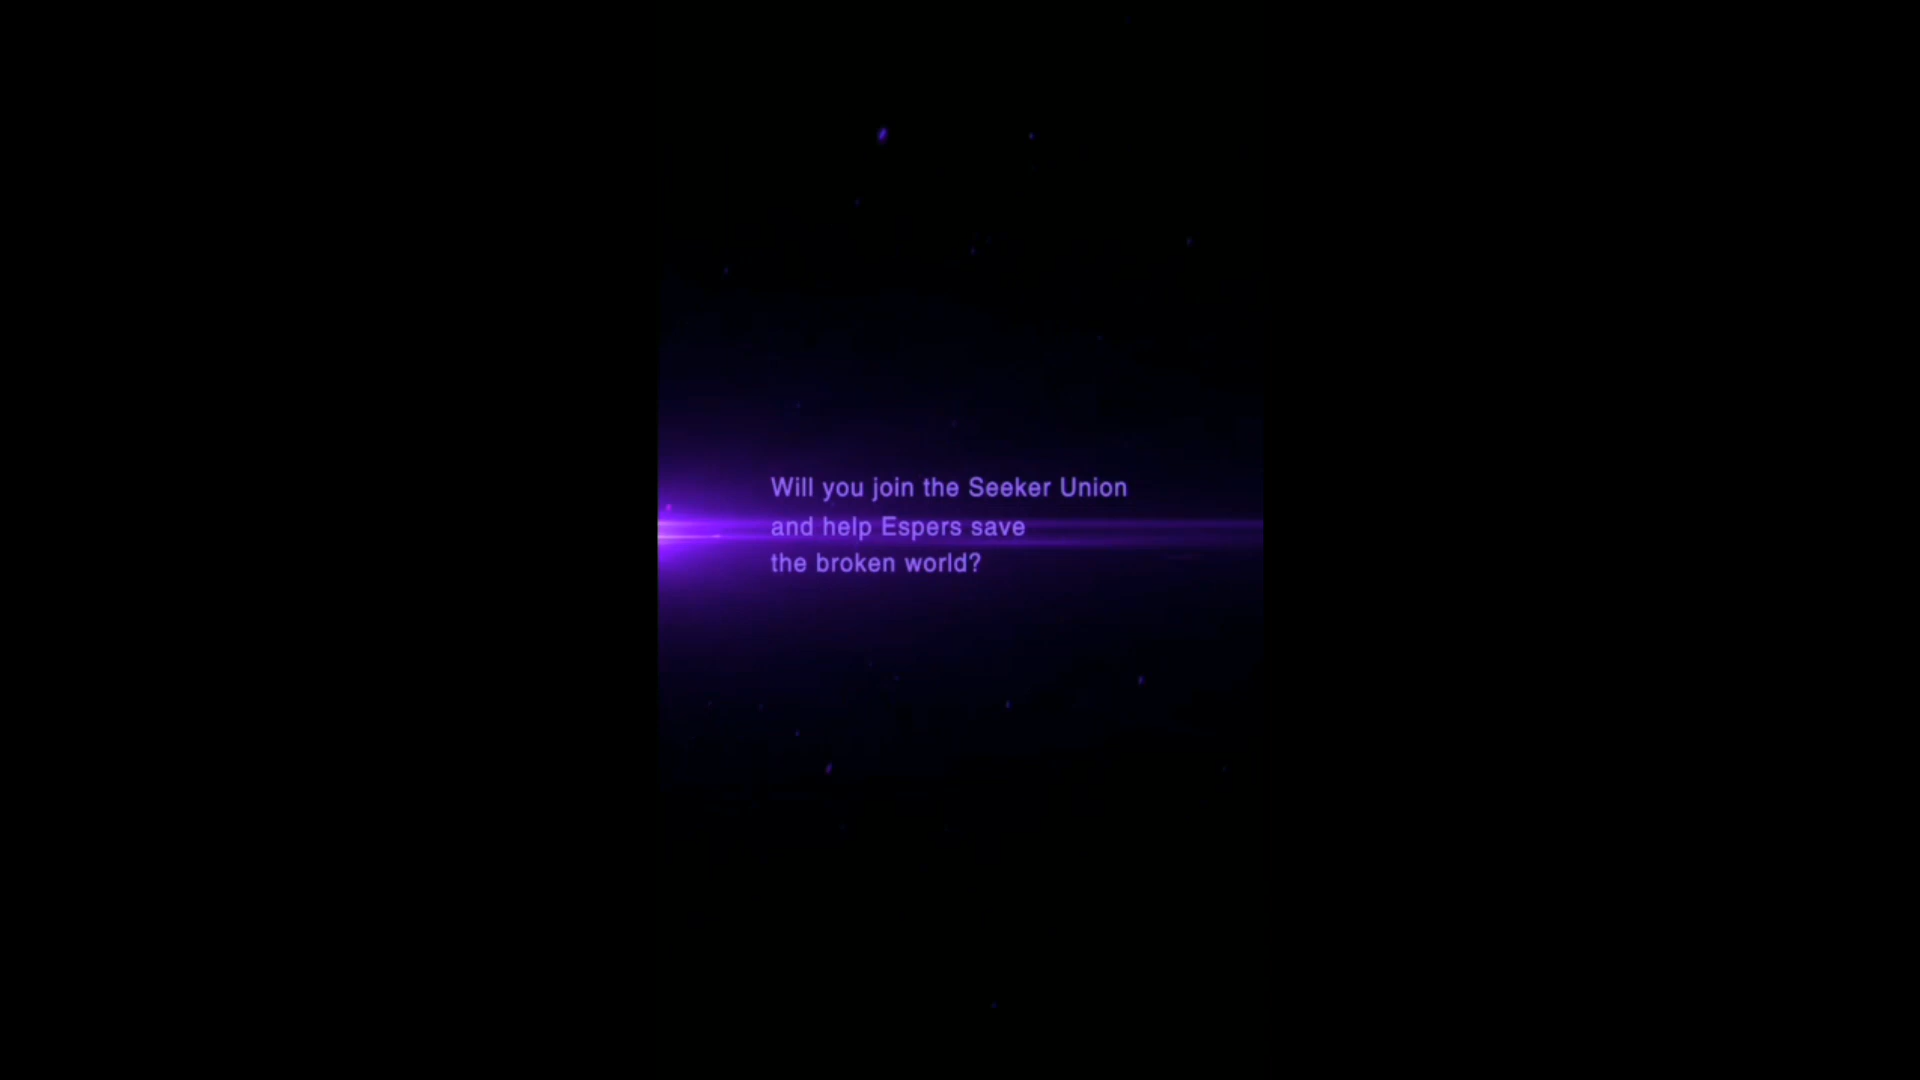 Will you join the Seeker Union
and help Espers save
the broken world?